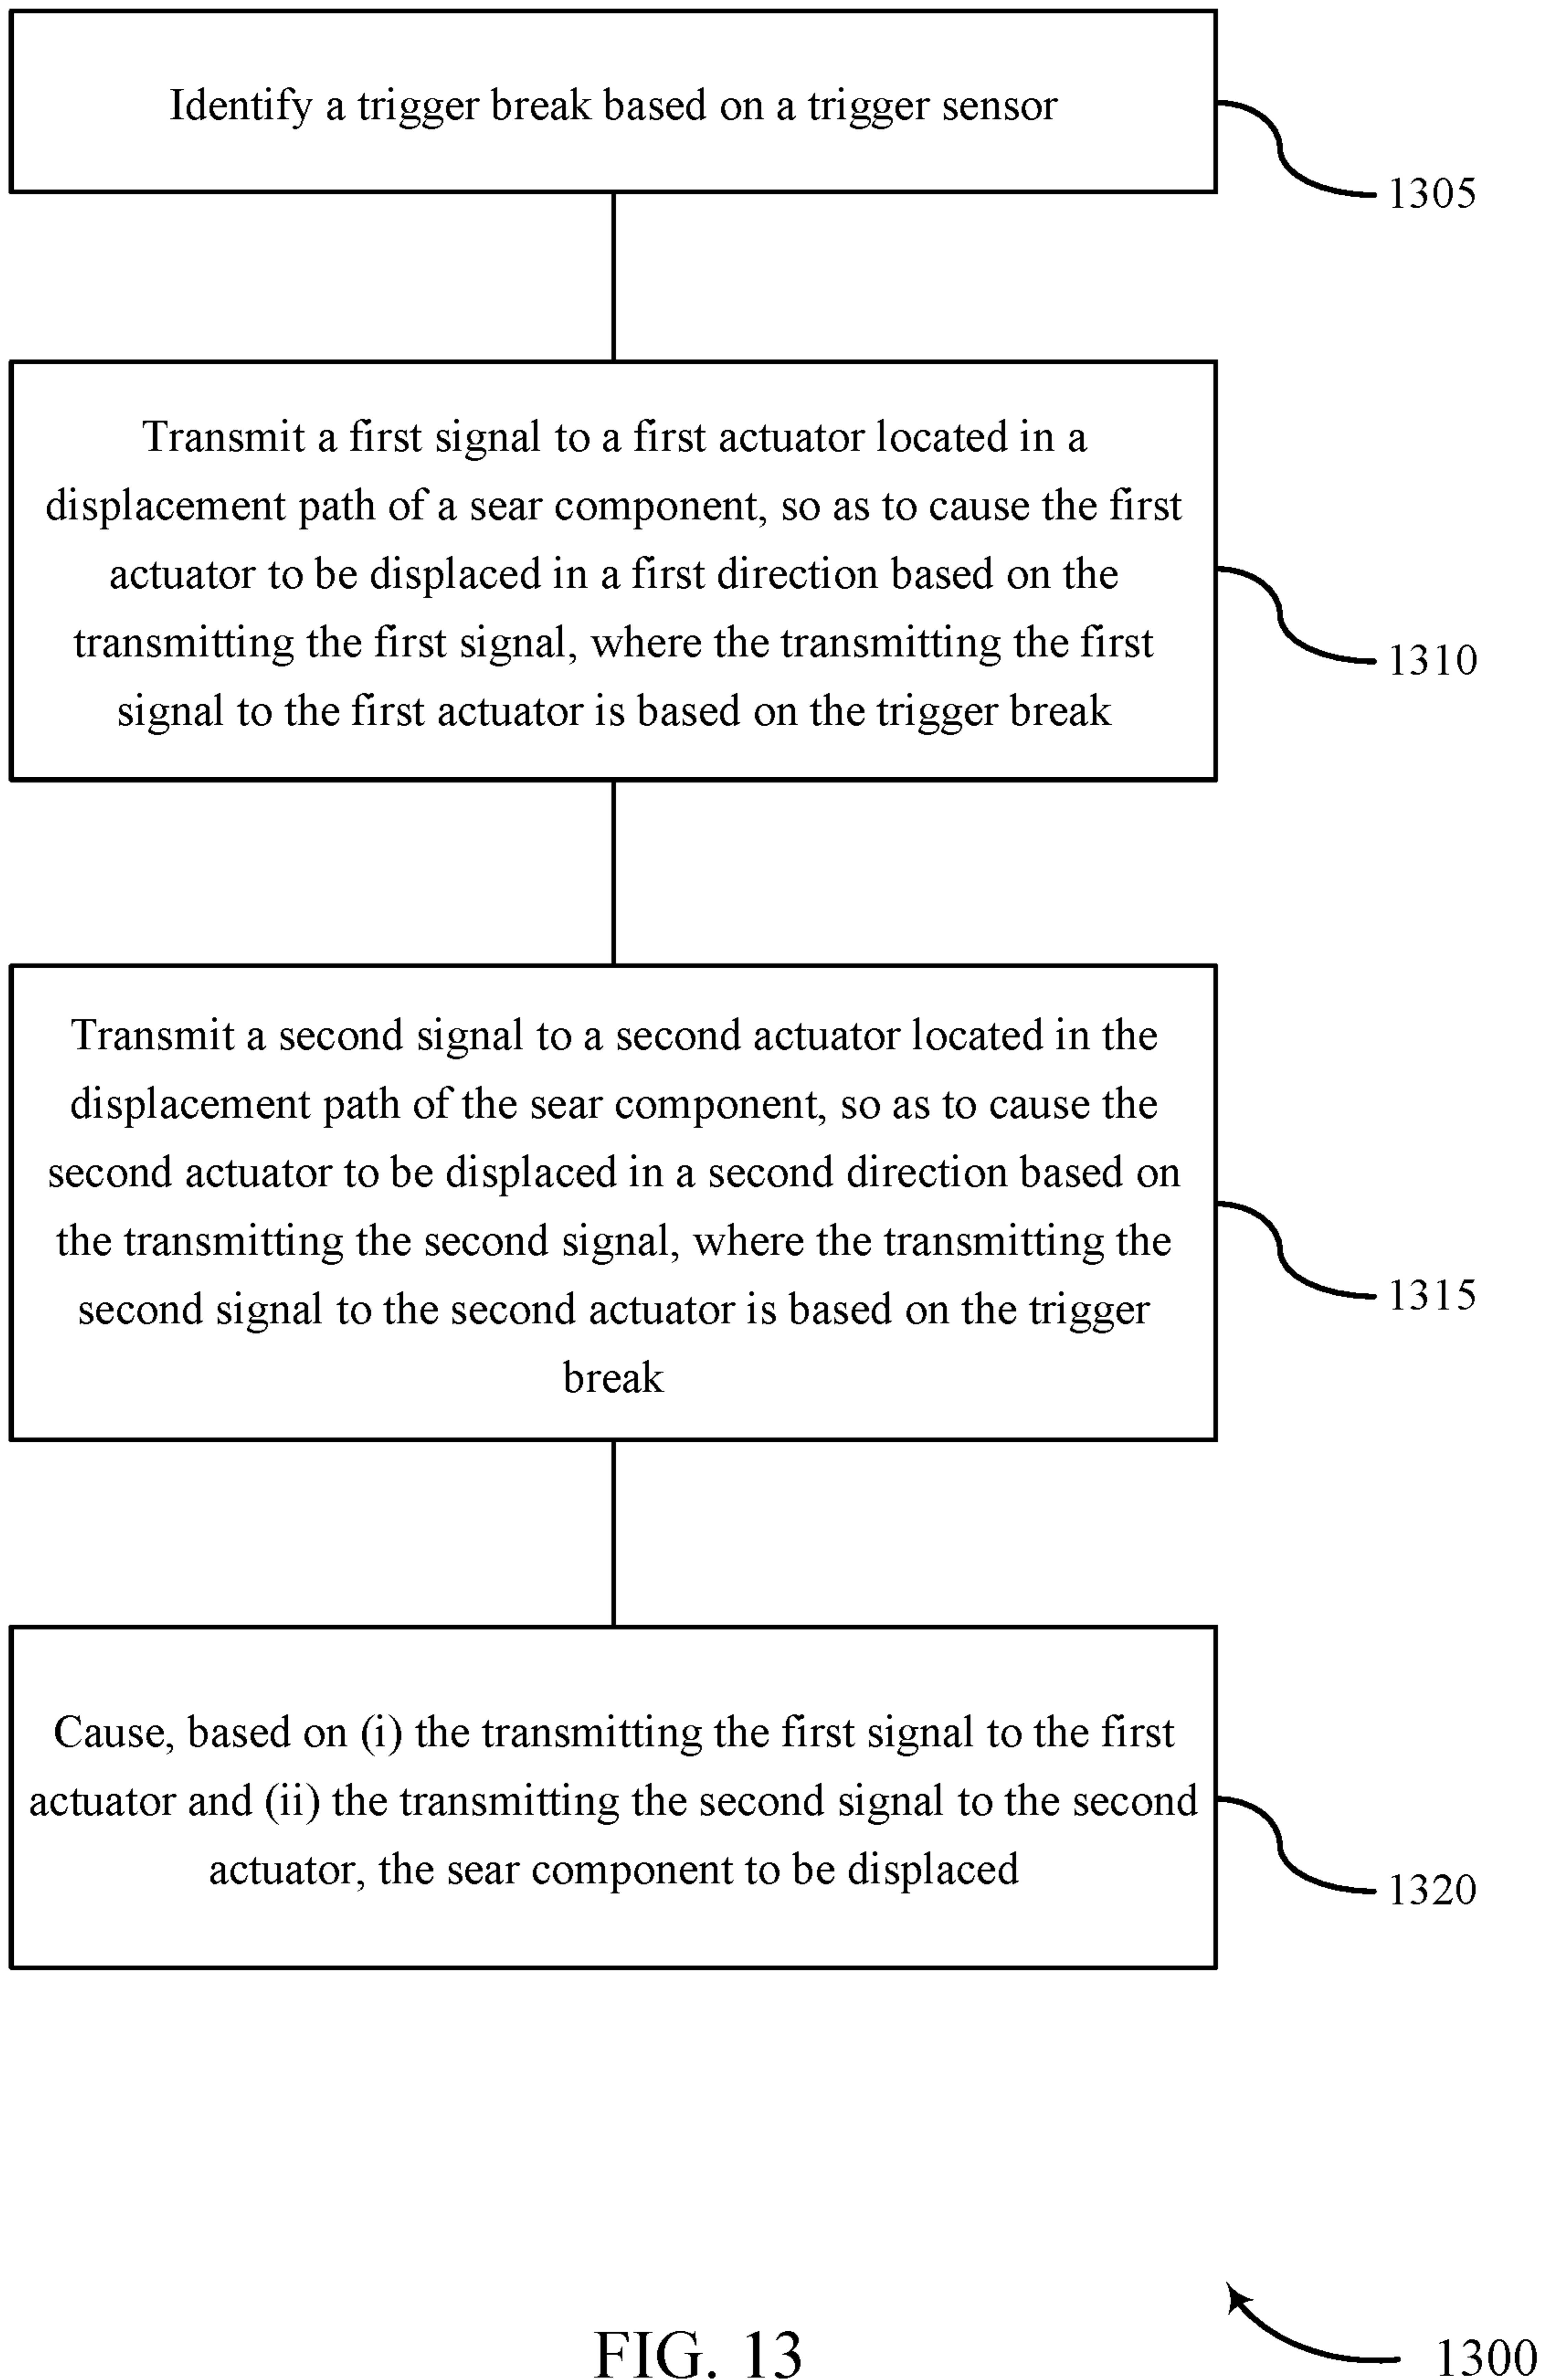 Identify a trigger break based on a trigger sensor
1305
Transmit a first signal to a first actuator located in a
displacement path of a sear component, so as to cause the first
actuator to be displaced in a first direction based on the
transmitting the first signal, where the transmitting the first
signal to the first actuator is based on the trigger break
1310
Transmit a second signal to a second actuator located in the
displacement path of the sear component, so as to cause the
second actuator to be displaced in a second direction based on
the transmitting the second signal, where the transmitting the
second signal to the second actuator is based on the trigger
break
1315
Cause, based on (i) the transmitting the first signal to the first
actuator and (ii) the transmitting the second signal to the second
actuator, the sear component to be displaced
1320
FIG. 13
1300